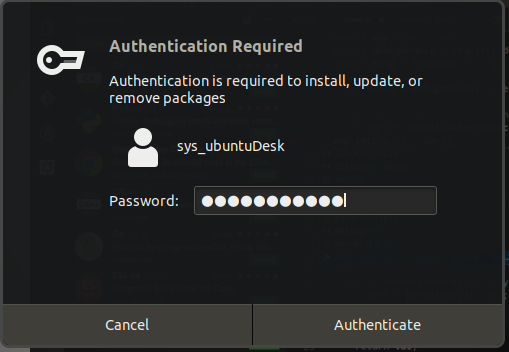 Authentication Required
Authentication is required to install, update, or
remove packages
sys_ubuntuDesk
Password: ●●●●●●●●●●●
Cancel
Authenticate